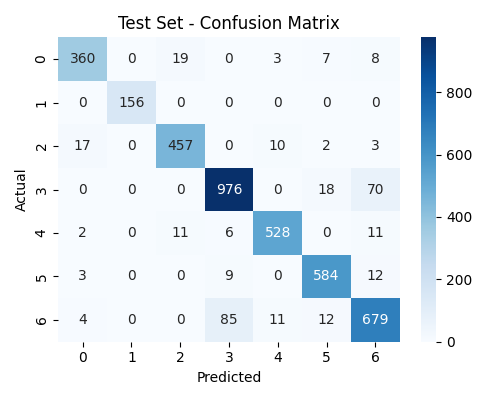 Test Set - Confusion Matrix
Actual
0 360 0 19 0 3 7 8
1 0 156 0 0 0 0 0
2 17 0 457 0 10 2 3
3 0 0 0 976 0 18 70
4 2 0 11 6 528 0 11
5 3 0 0 9 0 584 12
6 4 0 0 85 11 12 679
0 1 2 3 4 5 6
Predicted
800
600
400
200
0